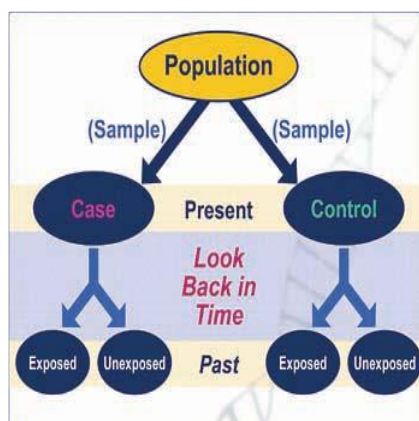 Population
(Sample) (Sample)
Case Present Control
Look
Back in
Time
Exposed Unexposed Past Exposed Unexposed